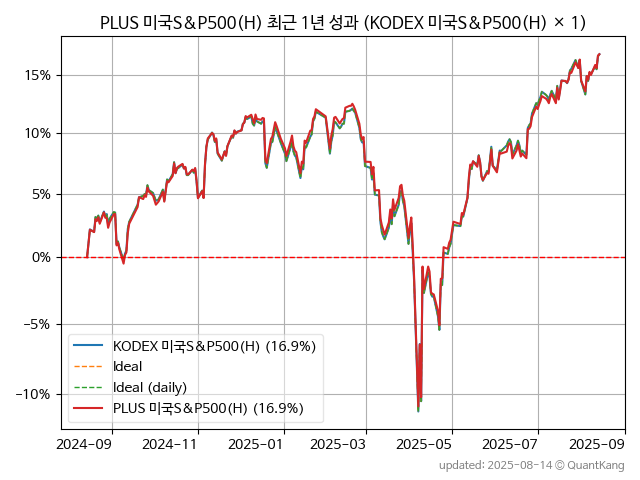 PLUS 미국S&P500(H) 최근 1년 성과 (KODEX 미국S&P500(H) × 1)
15%
10%
5%
0%
−5%
−10%
KODEX 미국S&P500(H) (16.9%)
Ideal
Ideal (daily)
PLUS 미국S&P500(H) (16.9%)
2024-09 2024-11 2025-01 2025-03 2025-05 2025-07 2025-09
updated: 2025-08-14 © QuantKang